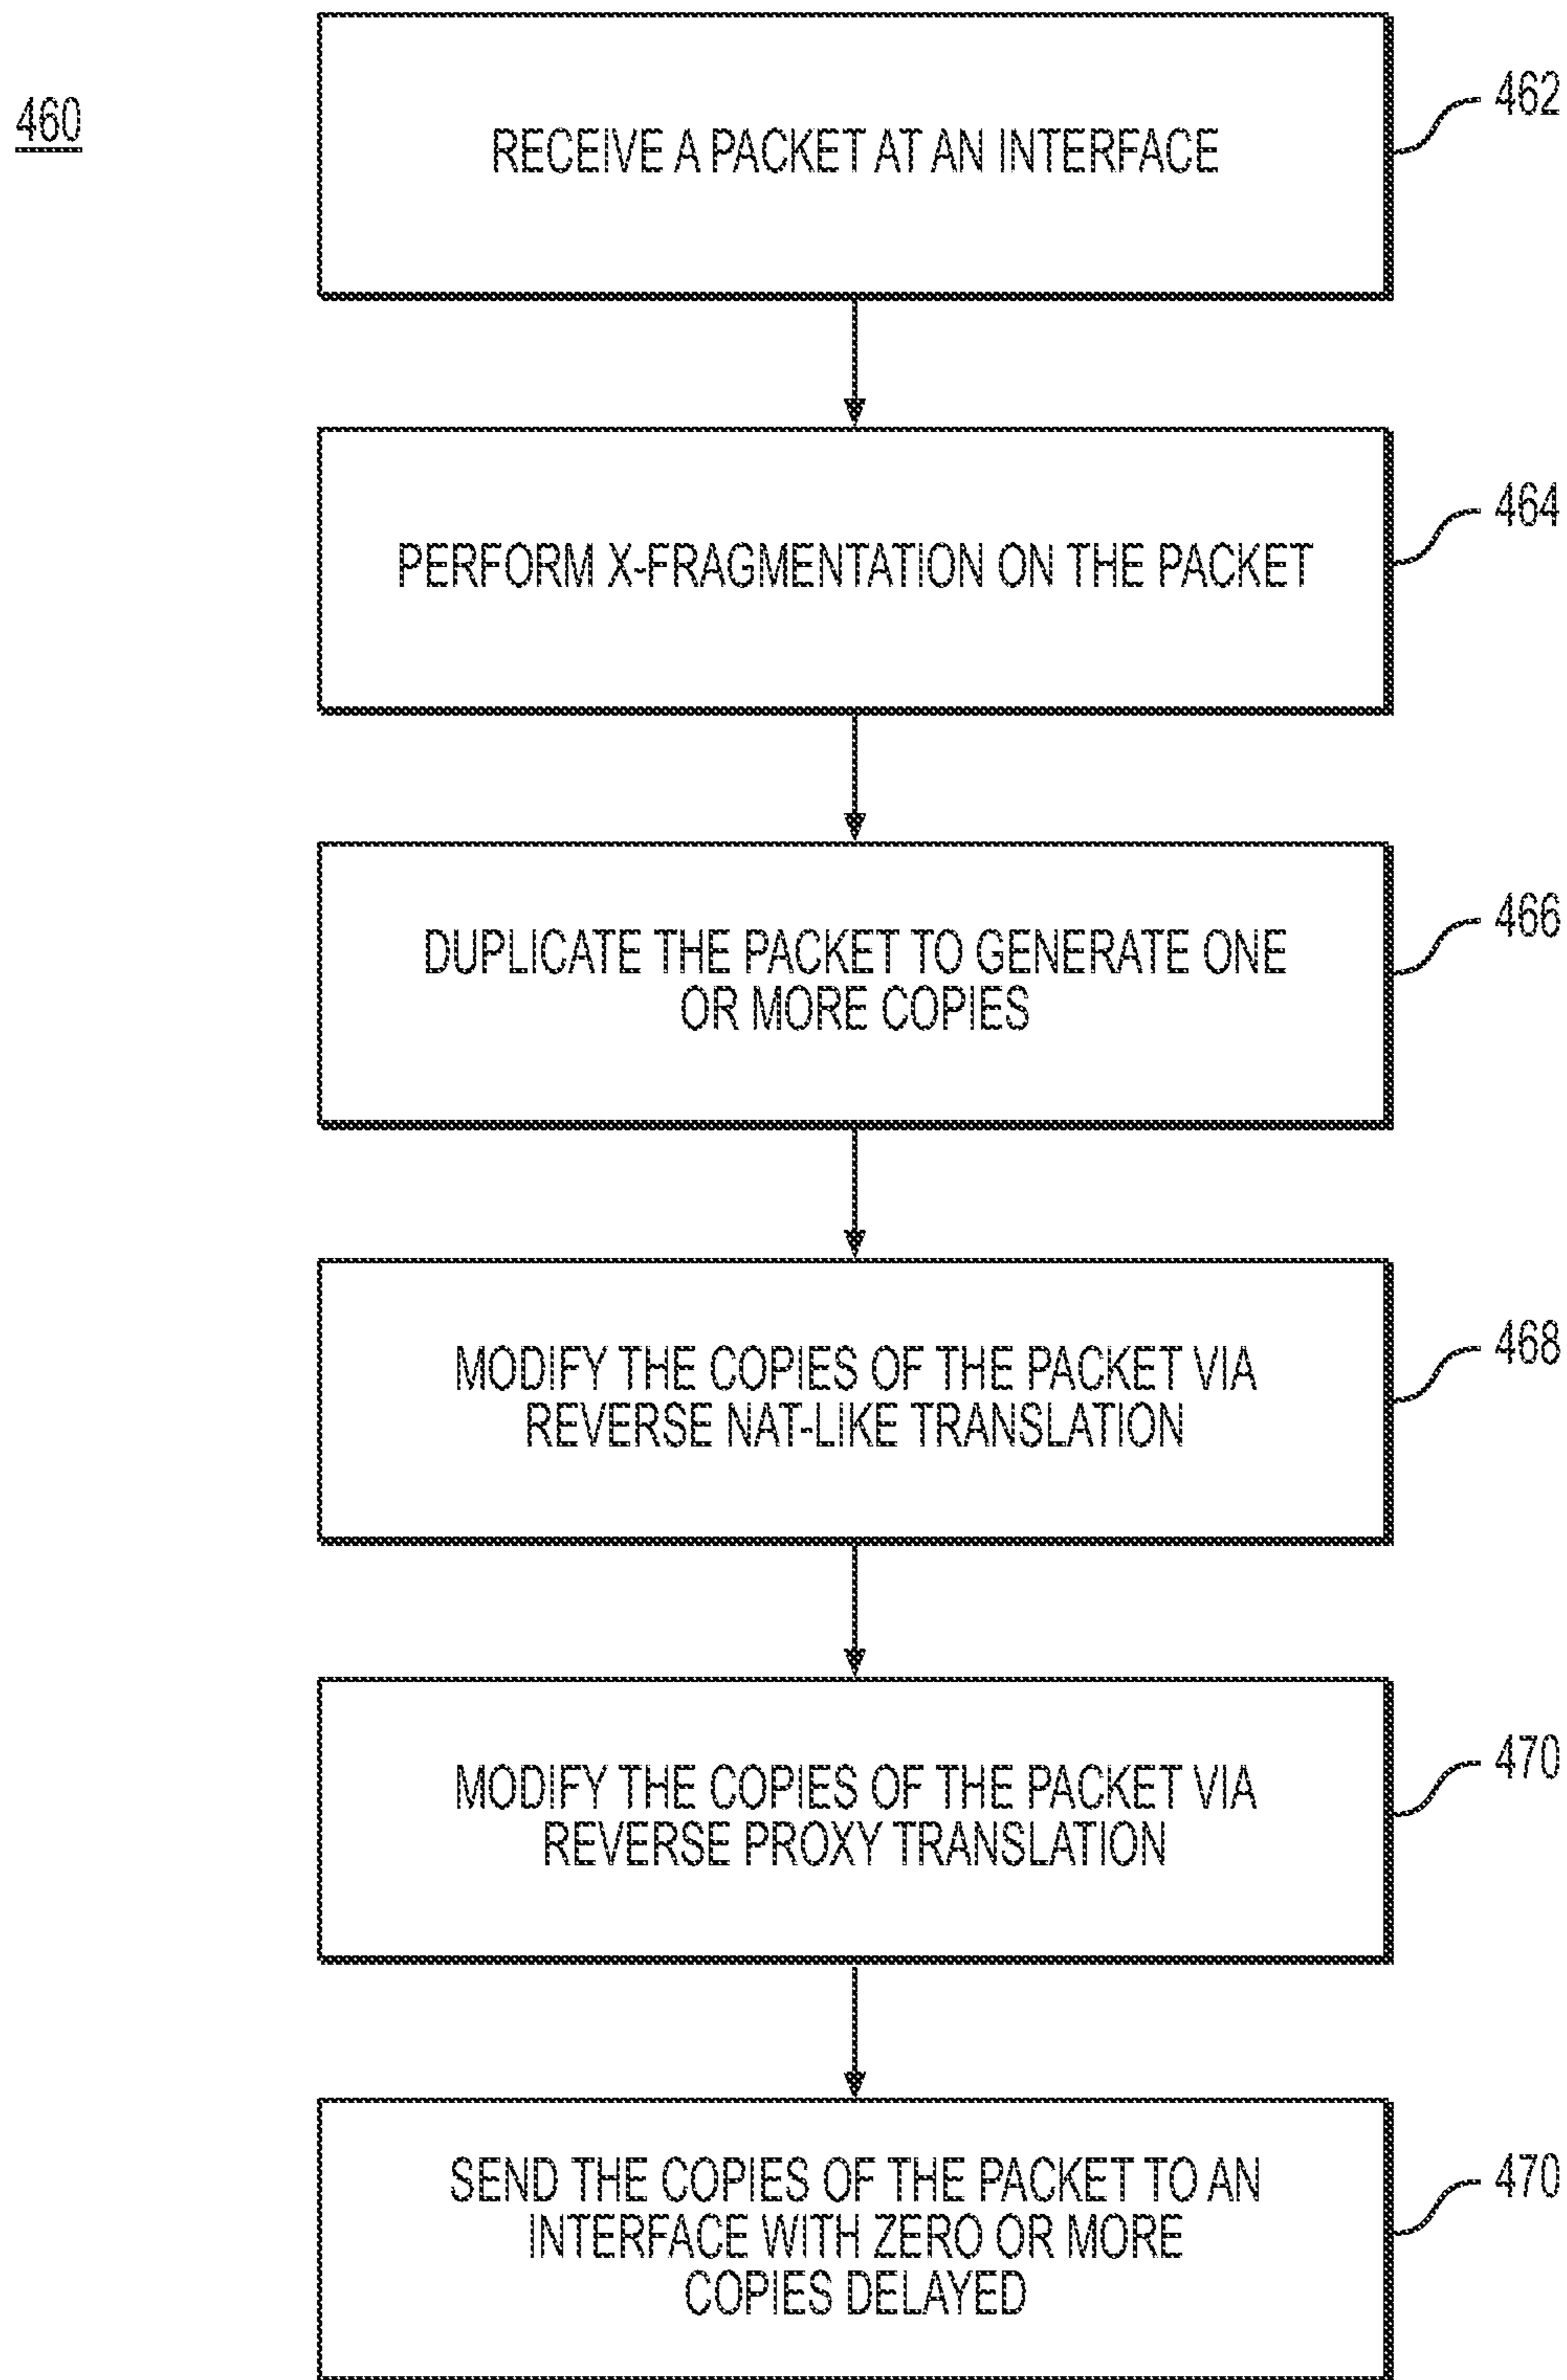 460
RECEIVE A PACKET AT AN INTERFACE
462
PERFORM X-FRAGMENTATION ON THE PACKET
464
DUPLICATE THE PACKET TO GENERATE ONE
OR MORE COPIES
466
MODIFY THE COPIES OF THE PACKET VIA
REVERSE NAT-LIKE TRANSLATION
468
MODIFY THE COPIES OF THE PACKET VIA
REVERSE PROXY TRANSLATION
470
SEND THE COPIES OF THE PACKET TO AN
INTERFACE WITH ZERO OR MORE
COPIES DELAYED
470